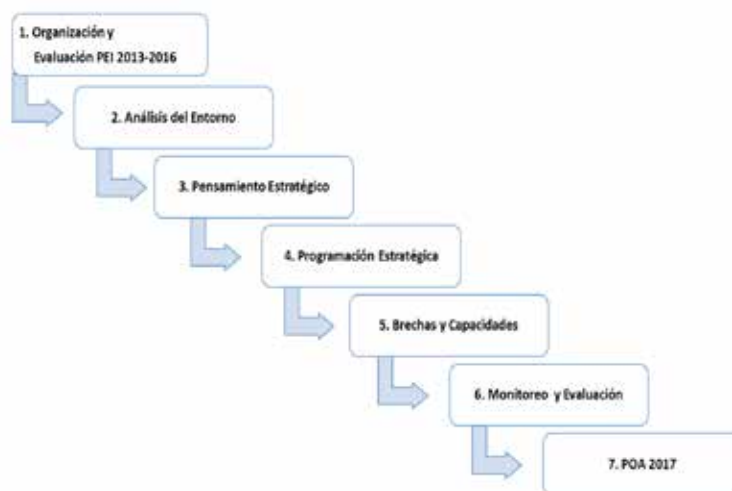 1. Organización y
Evaluación PEI 2013-2016
2. Análisis del Entorno
3. Pensamiento Estratégico
4. Programación Estratégica
5. Brechas y Capacidades
6. Monitoreo y Evaluación
7. POA 2017